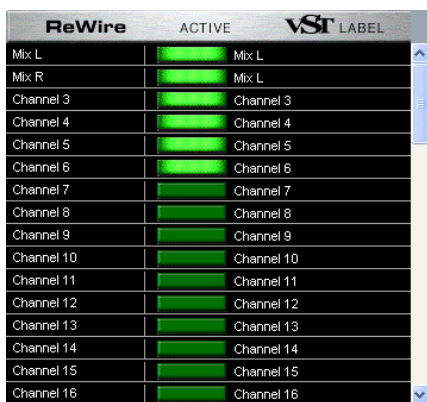 ReWire ACTIVE VST LABEL
Mix L Mix L
Mix R Mix L
Channel 3 Channel 3
Channel 4 Channel 4
Channel 5 Channel 5
Channel 6 Channel 6
Channel 7 Channel 7
Channel 8 Channel 8
Channel 9 Channel 9
Channel 10 Channel 10
Channel 11 Channel 11
Channel 12 Channel 12
Channel 13 Channel 13
Channel 14 Channel 14
Channel 15 Channel 15
Channel 16 Channel 16